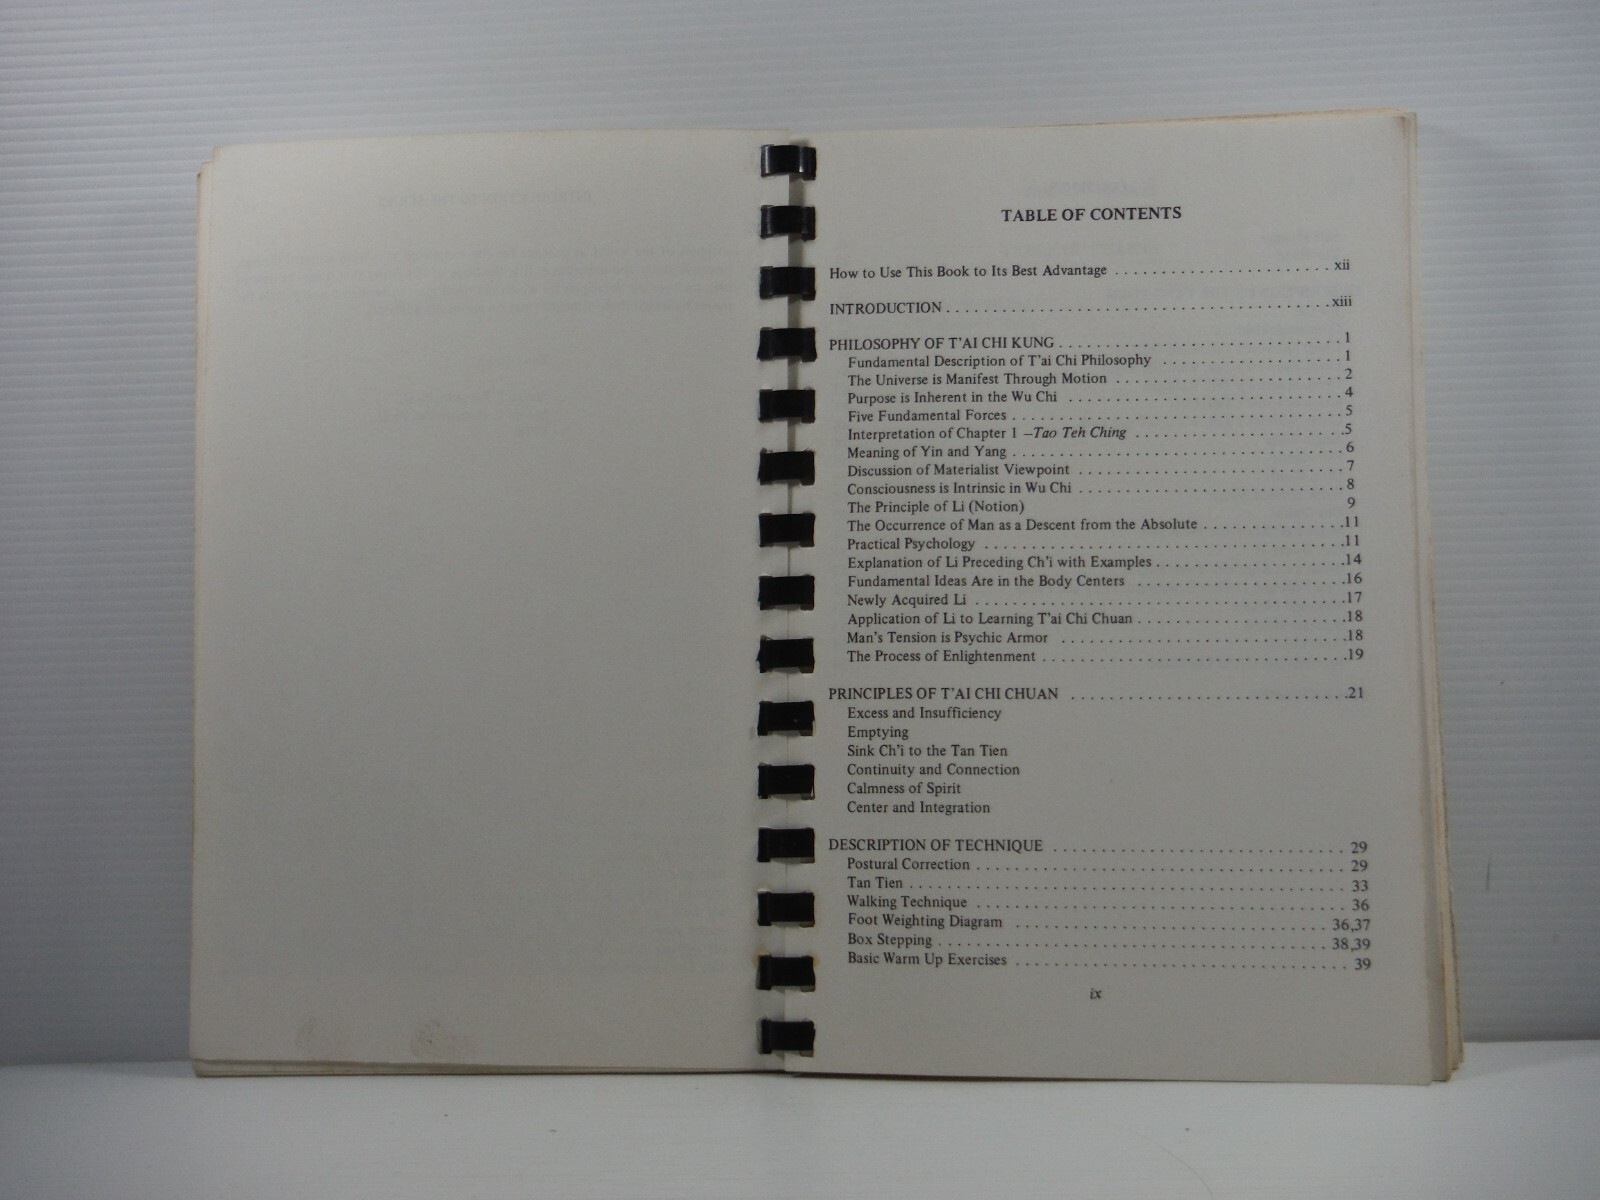 TABLE OF CONTENTS
How to Use This Book to Its Best Advantage . . . . . . . . . . . . . . . . . . . . . . . xii
INTRODUCTION . . . . . . . . . . . . . . . . . . . . . . . . . . . . . . . . . . . . . . . .xiii
PHILOSOPHY OF T'AI CHI KUNG . . . . . . . . . . . . . . . . . . . . . . . . . . . . . . 1
Fundamental Description of T'ai Chi Philosophy . . . . . . . . . . . . . . . . . . . 1
The Universe is Manifest Through Motion . . . . . . . . . . . . . . . . . . . . . . . . 2
Purpose is Inherent in the Wu Chi . . . . . . . . . . . . . . . . . . . . . . . . . . . . . 4
Five Fundamental Forces . . . . . . . . . . . . . . . . . . . . . . . . . . . . . . . . . . . 5
Interpretation of Chapter 1 –Tao Teh Ching . . . . . . . . . . . . . . . . . . . . . . .5
Meaning of Yin and Yang . . . . . . . . . . . . . . . . . . . . . . . . . . . . . . . . . . . 6
Discussion of Materialist Viewpoint . . . . . . . . . . . . . . . . . . . . . . . . . . . . 7
Consciousness is Intrinsic in Wu Chi . . . . . . . . . . . . . . . . . . . . . . . . . . . . 8
The Principle of Li (Notion) 9
The Occurrence of Man as a Descent from the Absolute . . . . . . . . . . . . . . .11
Practical Psychology . . . . . . . . . . . . . . . . . . . . . . . . . . . . . . . . . . . . . .11
Explanation of Li Preceding Ch'i with Examples . . . . . . . . . . . . . . . . . . . .14
Fundamental Ideas Are in the Body Centers . . . . . . . . . . . . . . . . . . . . . . .16
Newly Acquired Li . . . . . . . . . . . . . . . . . . . . . . . . . . . . . . . . . . . . . . .17
Application of Li to Learning T'ai Chi Chuan . . . . . . . . . . . . . . . . . . . . . .18
Man's Tension is Psychic Armor . . . . . . . . . . . . . . . . . . . . . . . . . . . . . .18
The Process of Enlightenment . . . . . . . . . . . . . . . . . . . . . . . . . . . . . . . .19
PRINCIPLES OF T'AI CHI CHUAN . . . . . . . . . . . . . . . . . . . . . . . . . . . . .21
Excess and Insufficiency
Emptying
Sink Ch'i to the Tan Tien
Continuity and Connection
Calmness of Spirit
Center and Integration
DESCRIPTION OF TECHNIQUE . . . . . . . . . . . . . . . . . . . . . . . . . . . . . . 29
Postural Correction . . . . . . . . . . . . . . . . . . . . . . . . . . . . . . . . . . . . . . 29
Tan Tien . . . . . . . . . . . . . . . . . . . . . . . . . . . . . . . . . . . . . . . . . . . . . 33
Walking Technique . . . . . . . . . . . . . . . . . . . . . . . . . . . . . . . . . . . . . . 36
Foot Weighting Diagram . . . . . . . . . . . . . . . . . . . . . . . . . . . . . . . . 36,37
Box Stepping . . . . . . . . . . . . . . . . . . . . . . . . . . . . . . . . . . . . . . . . 38,39
Basic Warm Up Exercises . . . . . . . . . . . . . . . . . . . . . . . . . . . . . . . . . . 39
ix